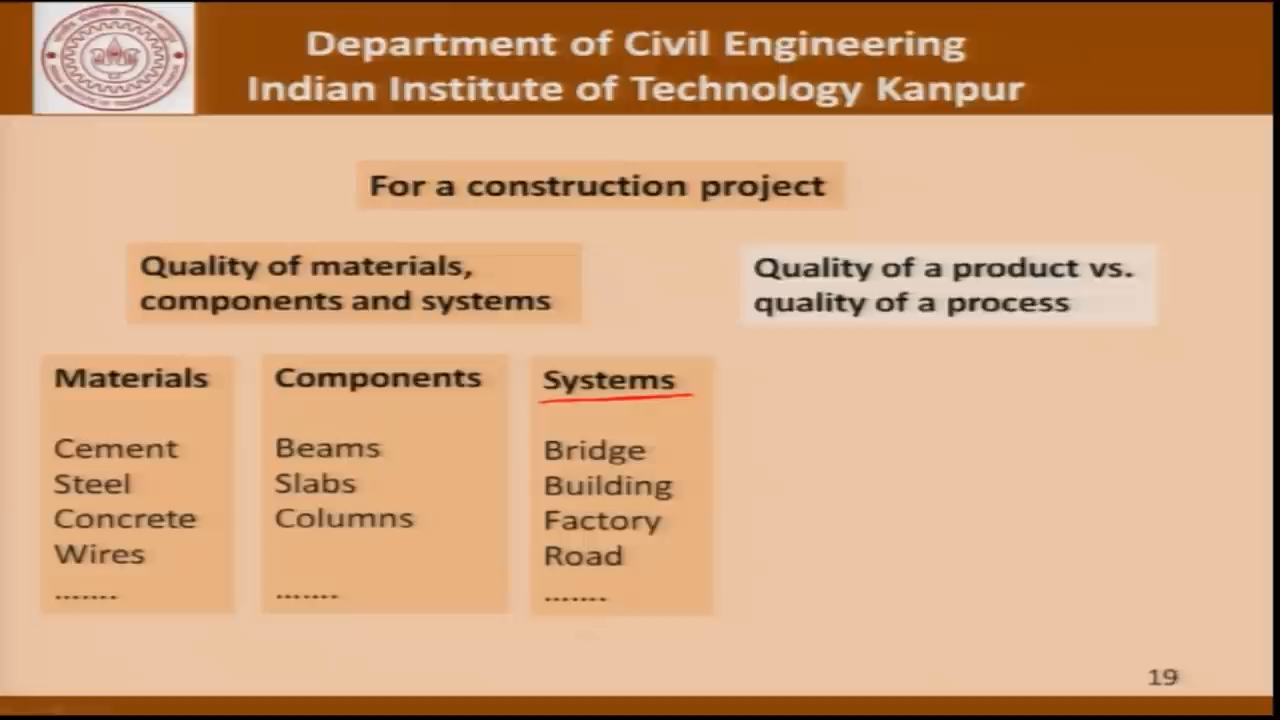 Department of Civil Engineering
Indian Institute of Technology Kanpur
For a construction project
Quality of materials,
components and systems
Quality of a product vs.
quality of a process
Materials
Cement
Steel
Concrete
Wires
.......
Components
Beams
Slabs
Columns
.......
Systems
Bridge
Building
Factory
Road
.......
19